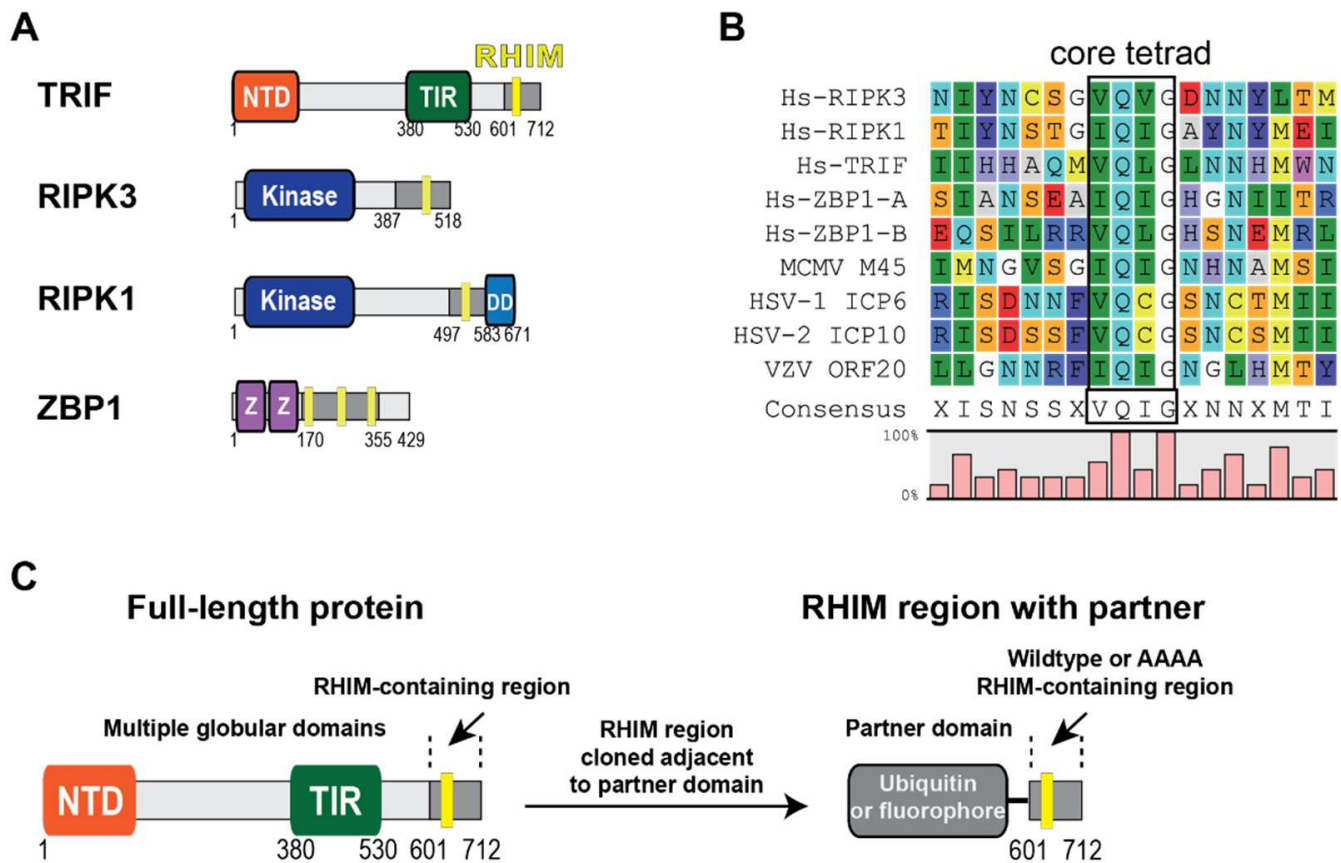 A
RHIM
TRIF
NTD
TIR
1
380
530
601
712
RIPK3
Kinase
1
387
518
RIPK1
Kinase
DD
1
497
583
671
ZBP1
Z
Z
1
170
355
429
B
core tetrad
Hs-RIPK3 N I Y N C S G V Q V G D N N Y L T M
Hs-RIPK1 T I Y N S T G I Q I G A Y N Y M E I
Hs-TRIF I I H H A Q M V Q L G L N N H M W N
Hs-ZBP1-A S I A N S E A I Q I G H G N I I T R
Hs-ZBP1-B E Q S I L R R V Q L G H S N E M R L
MCMV M45 I M N G V S G I Q I G N H N A M S I
HSV-1 ICP6 R I S D N N F V Q C G S N C T M I I
HSV-2 ICP10 R I S D S S F V Q C G S N C S M I I
VZV ORF20 L L G N N R F I Q I G N G L H M T Y
Consensus X I S N S S X V Q I G X N N X M T I
100%
0%
C
Full-length protein
RHIM-containing region
Multiple globular domains
NTD
TIR
1
380
530
601
712
RHIM region
cloned adjacent
to partner domain
RHIM region with partner
Wildtype or AAAA
RHIM-containing region
Partner domain
Ubiquitin
or fluorophore
601
712